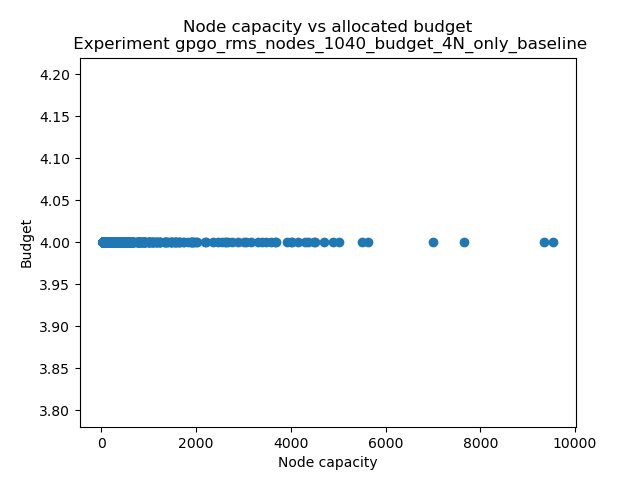 Node capacity vs allocated budget
Experiment gpgo_rms_nodes_1040_budget_4N_only_baseline
4.20
4.15
4.10
4.05
4.00
3.95
3.90
3.85
3.80
Budget
0 2000 4000 6000 8000 10000
Node capacity